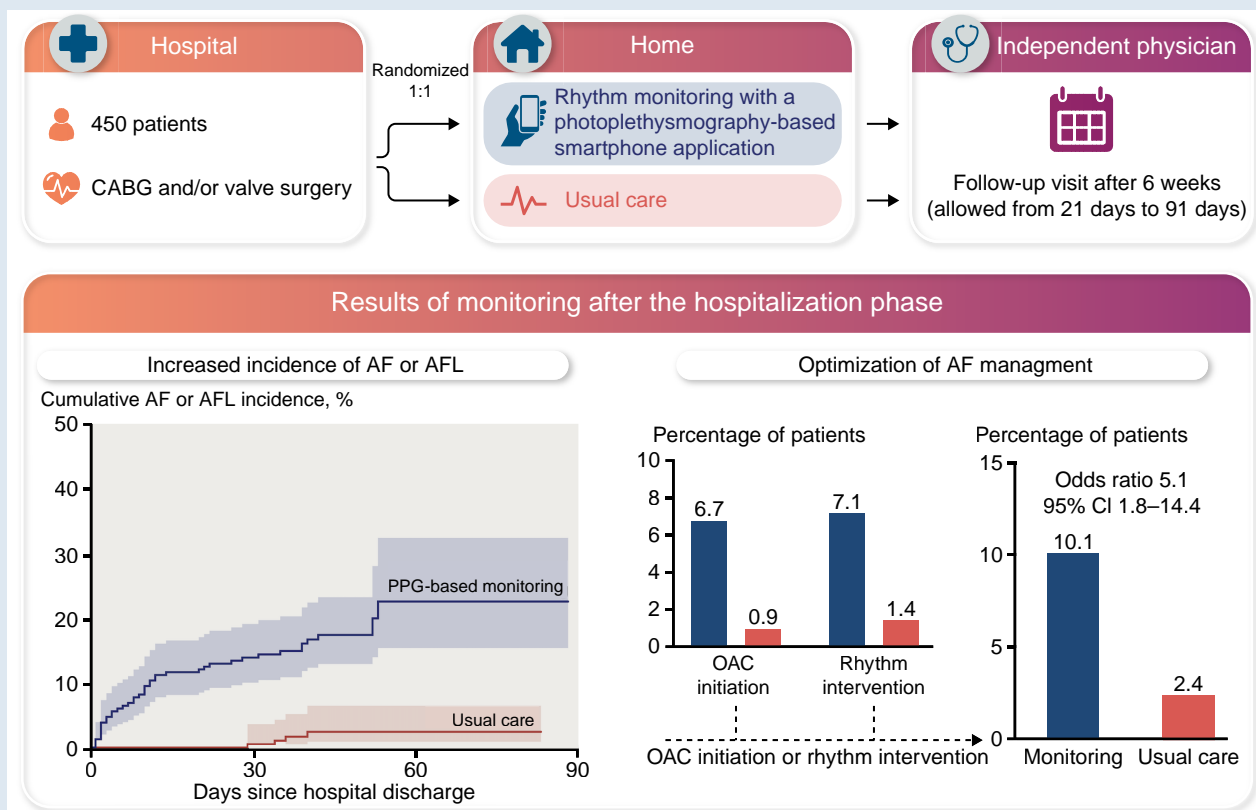 Hospital
450 patients
CABG and/or valve surgery
Randomized
1:1
Home
Rhythm monitoring with a
photoplethysmography-based
smartphone application
Usual care
Independent physician
Follow-up visit after 6 weeks
(allowed from 21 days to 91 days)
Results of monitoring after the hospitalization phase
Increased incidence of AF or AFL
Cumulative AF or AFL incidence, %
50
40
30
20
10
0
PPG-based monitoring
Usual care
0
30
60
90
Days since hospital discharge
Optimization of AF managment
Percentage of patients
10
8
6
4
2
0
6.7
0.9
7.1
1.4
OAC
initiation
Rhythm
intervention
OAC initiation or rhythm intervention
Percentage of patients
15
10
5
0
Odds ratio 5.1
95% CI 1.8–14.4
10.1
2.4
Monitoring
Usual care